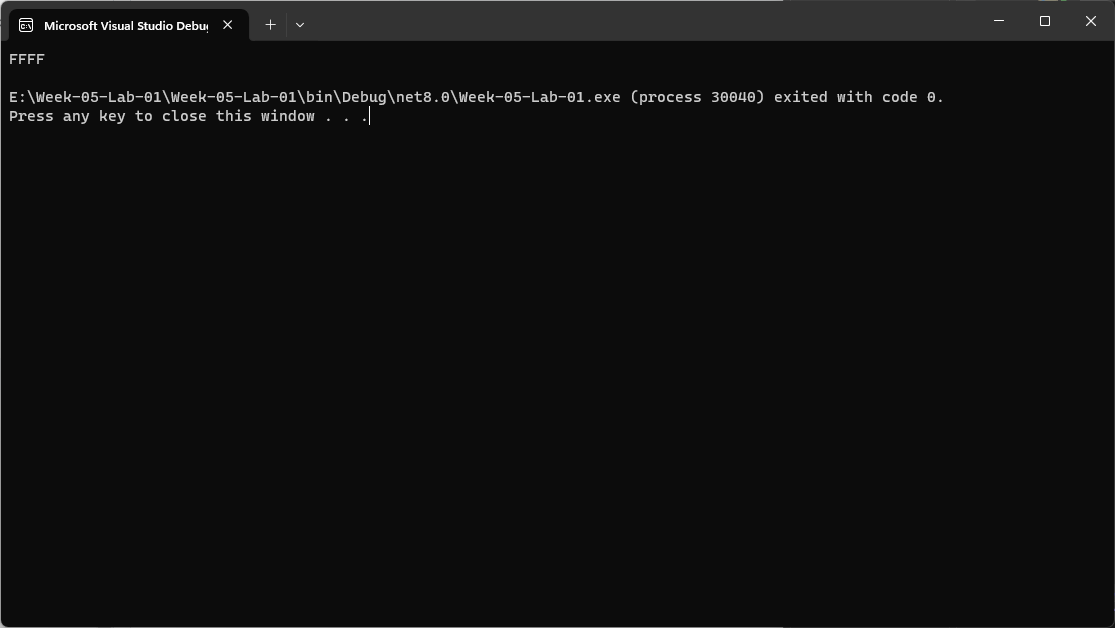 Microsoft Visual Studio Debug
FFFF
E:\Week-05-Lab-01\Week-05-Lab-01\bin\Debug\net8.0\Week-05-Lab-01.exe (process 30040) exited with code 0.
Press any key to close this window . . .